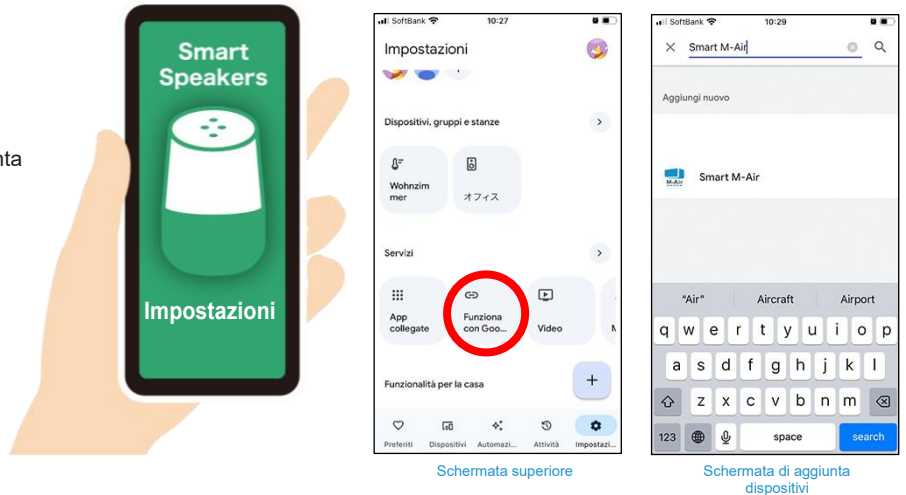 nta
Smart
Speakers
Impostazioni
SoftBank 10:27
Impostazioni
+
Dispositivi, gruppi e stanze
Wohnzim
mer
オフィス
Servizi
App
collegate
Funziona
con Goo...
Video
M
Funzionalità per la casa
+
Preferiti Dispositivi Automazi... Attività Impostazi...
Schermata superiore
SoftBank 10:29
Smart M-Air
Aggiungi nuovo
M-Air
Smart M-Air
"Air" Aircraft Airport
q w e r t y u i o p
a s d f g h j k l
z x c v b n m
123 space search
Schermata di aggiunta
dispositivi